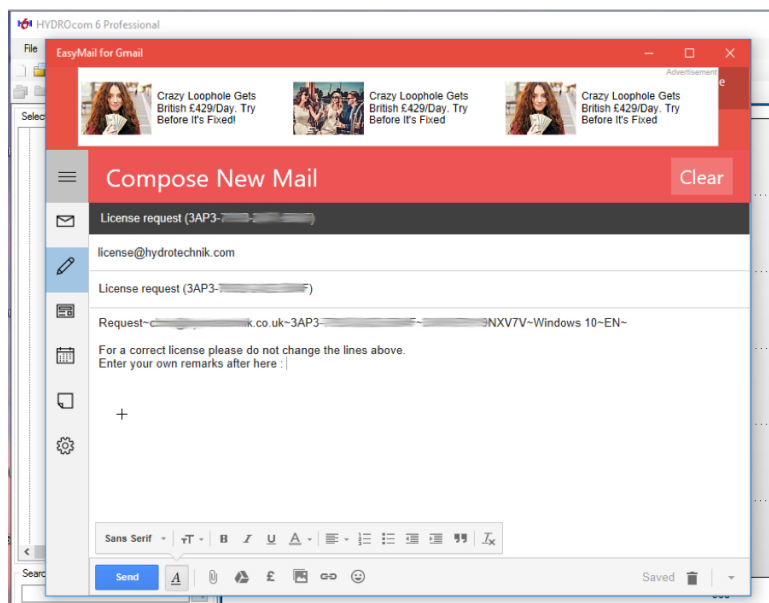 HYDROcom 6 Professional
File
EasyMail for Gmail
Advertisement
Crazy Loophole Gets
British £429/Day. Try
Before It's Fixed!
Crazy Loophole Gets
British £429/Day. Try
Before It's Fixed
Crazy Loophole Gets
British £429/Day. Try
Before It's Fixed
e
Selec
Compose New Mail
Clear
License request (3AP3-
license@hydrotechnik.com
License request (3AP3- F)
Request~c k.co.uk~3AP3- F~ 9NXV7V~Windows 10~EN~
For a correct license please do not change the lines above.
Enter your own remarks after here :
Sans Serif
Send
Saved
Searc